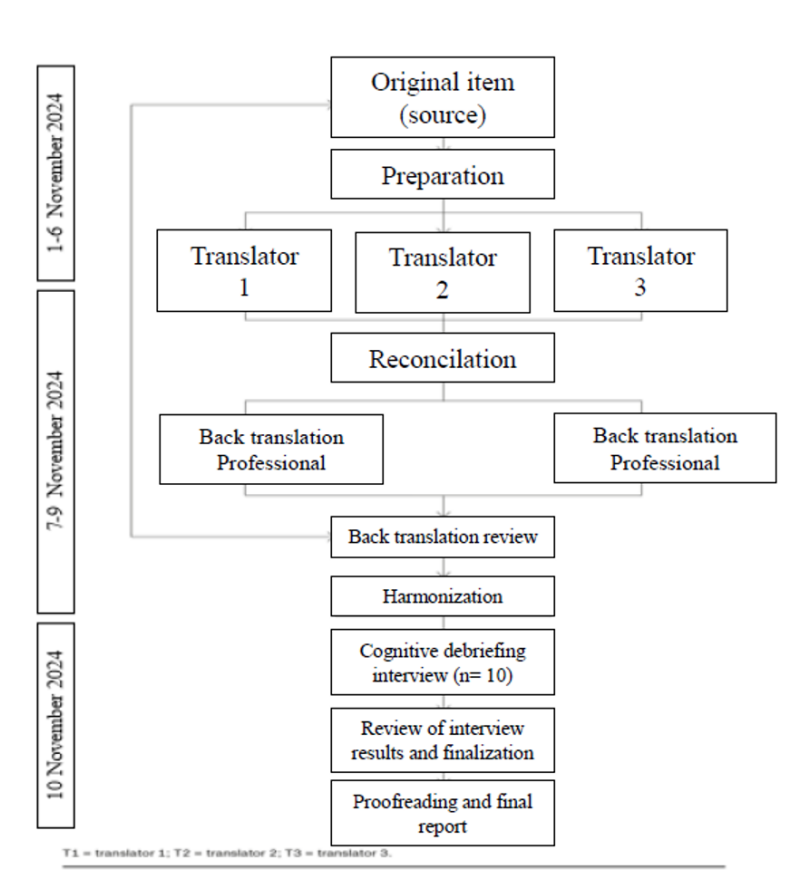 Original item
(source)
Preparation
Translator
1
Translator
2
Translator
3
Reconcilation
Back translation
Professional
Back translation
Professional
Back translation review
Harmonization
Cognitive debriefing
interview (n= 10)
Review of interview
results and finalization
Proofreading and final
report
1-6 November 2024
7-9 November 2024
10 November 2024
T1 = translator 1; T2 = translator 2; T3 = translator 3.